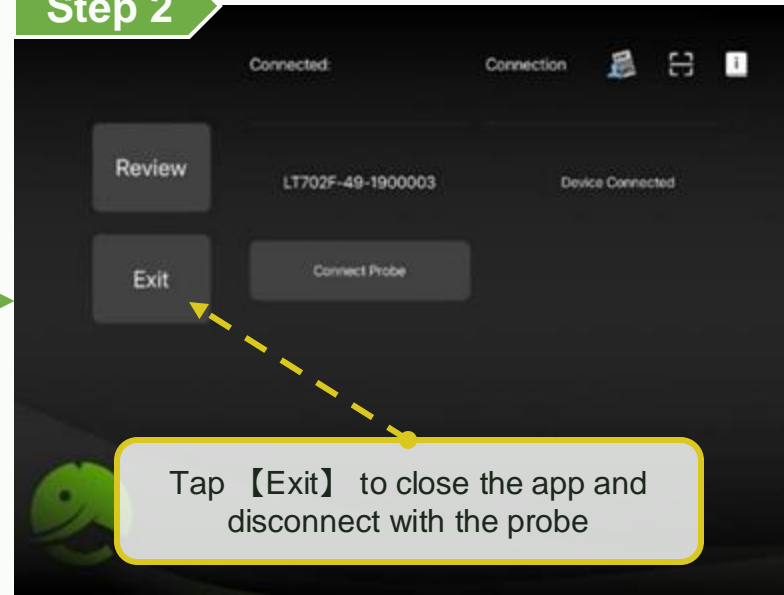 Step 2
Connected:
Connection
i
Review
LT702F-49-1900003
Device Connected
Exit
Connect Probe
Tap 【Exit】 to close the app and
disconnect with the probe